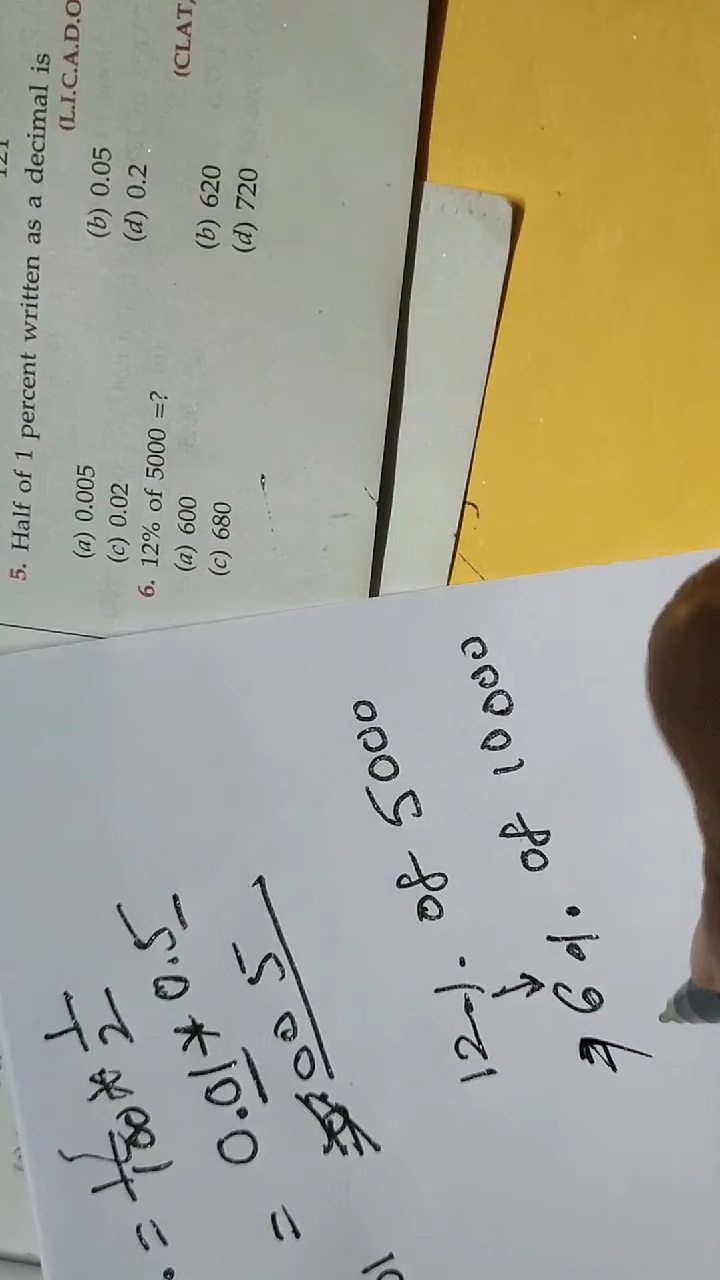 121
5. Half of 1 percent written as a decimal is
(L.I.C.A.D.O
(a) 0.005 (b) 0.05
(c) 0.02 (d) 0.2
6. 12% of 5000 =?
(CLAT,
(a) 600 (b) 620
(c) 680 (d) 720
= 1/100 * 1/2
= 0.01 * 0.5
= 005
12%. of 5000
6%. of 10000